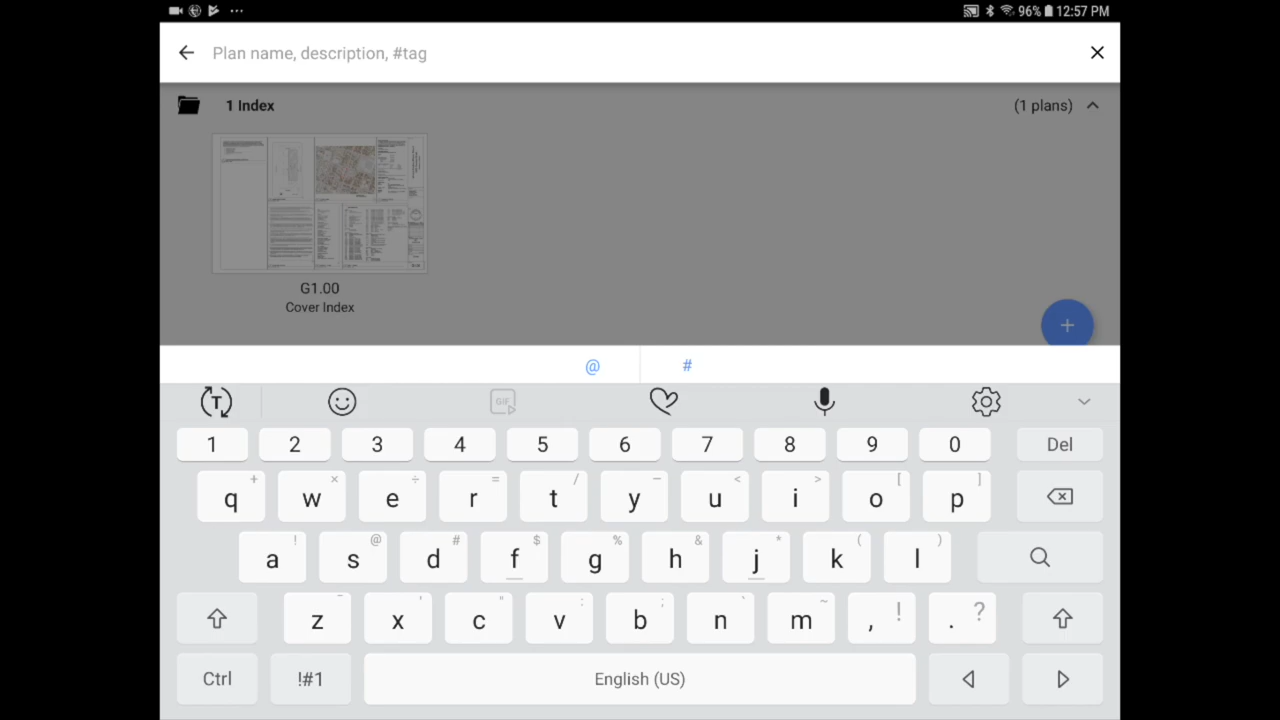 96% 12:57 PM
Plan name, description, #tag
1 Index (1 plans)
G1.00
Cover Index
@ #
T GIF
1 2 3 4 5 6 7 8 9 0 Del
+ × ÷ = / − < > [ ]
q w e r t y u i o p
! @ # $ % & * ( )
a s d f g h j k l
z x c v b n m , ! . ?
Ctrl !#1 English (US)